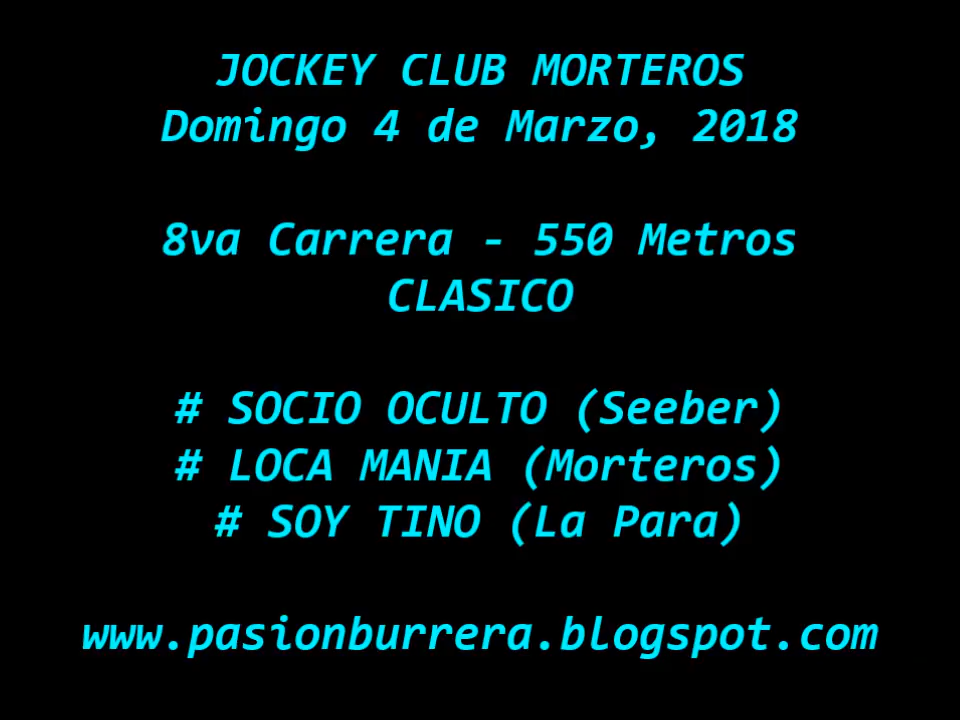 JOCKEY CLUB MORTEROS
Domingo 4 de Marzo, 2018
8va Carrera - 550 Metros
CLASICO
# SOCIO OCULTO (Seeber)
# LOCA MANIA (Morteros)
# SOY TINO (La Para)
www.pasionburrera.blogspot.com